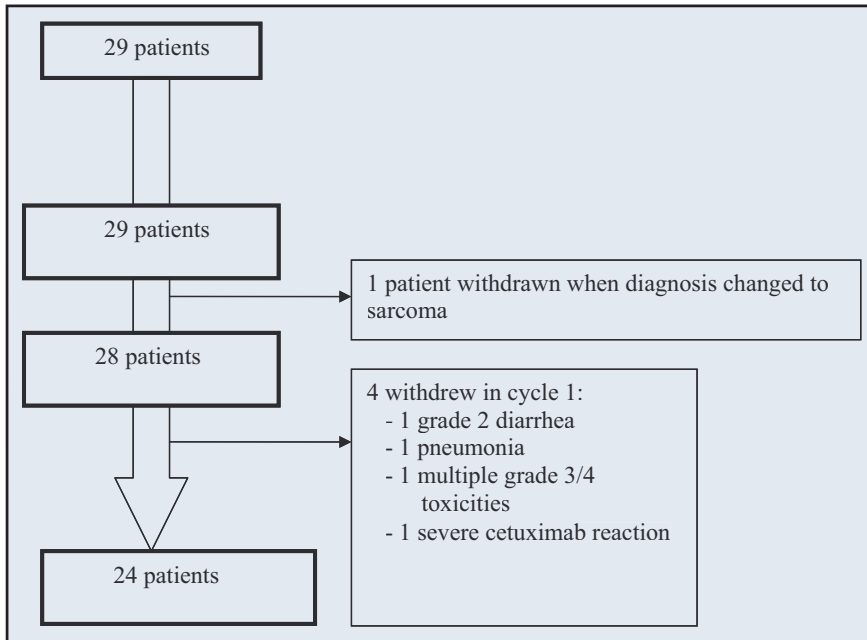 29 patients
29 patients
1 patient withdrawn when diagnosis changed to
sarcoma
28 patients
4 withdrew in cycle 1:
- 1 grade 2 diarrhea
- 1 pneumonia
- 1 multiple grade 3/4
toxicities
- 1 severe cetuximab reaction
24 patients